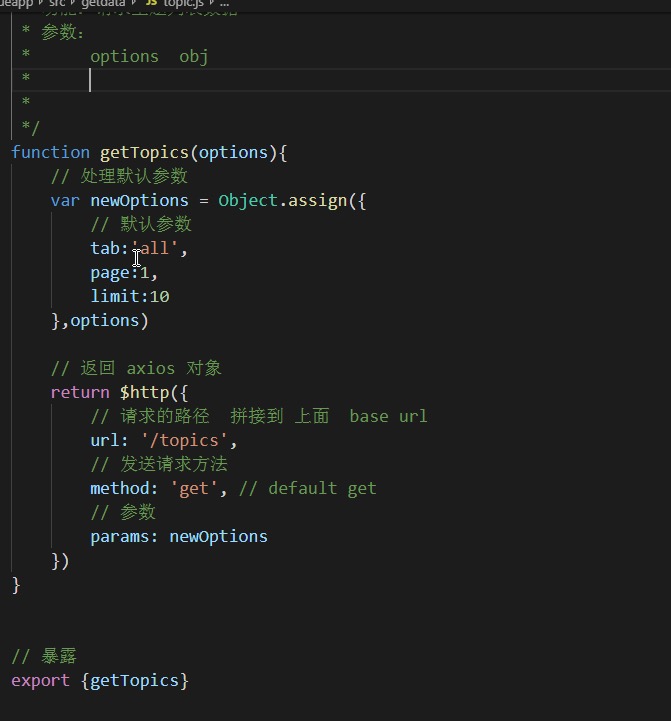 ueapp > src > getdata > JS topic.js > ...
* 参数:
*      options  obj
*
*
*/
function getTopics(options){
    // 处理默认参数
    var newOptions = Object.assign({
        // 默认参数
        tab:'all',
        page:1,
        limit:10
    },options)
    // 返回 axios 对象
    return $http({
        // 请求的路径  拼接到 上面  base url
        url: '/topics',
        // 发送请求方法
        method: 'get', // default get
        // 参数
        params: newOptions
    })
}
// 暴露
export {getTopics}